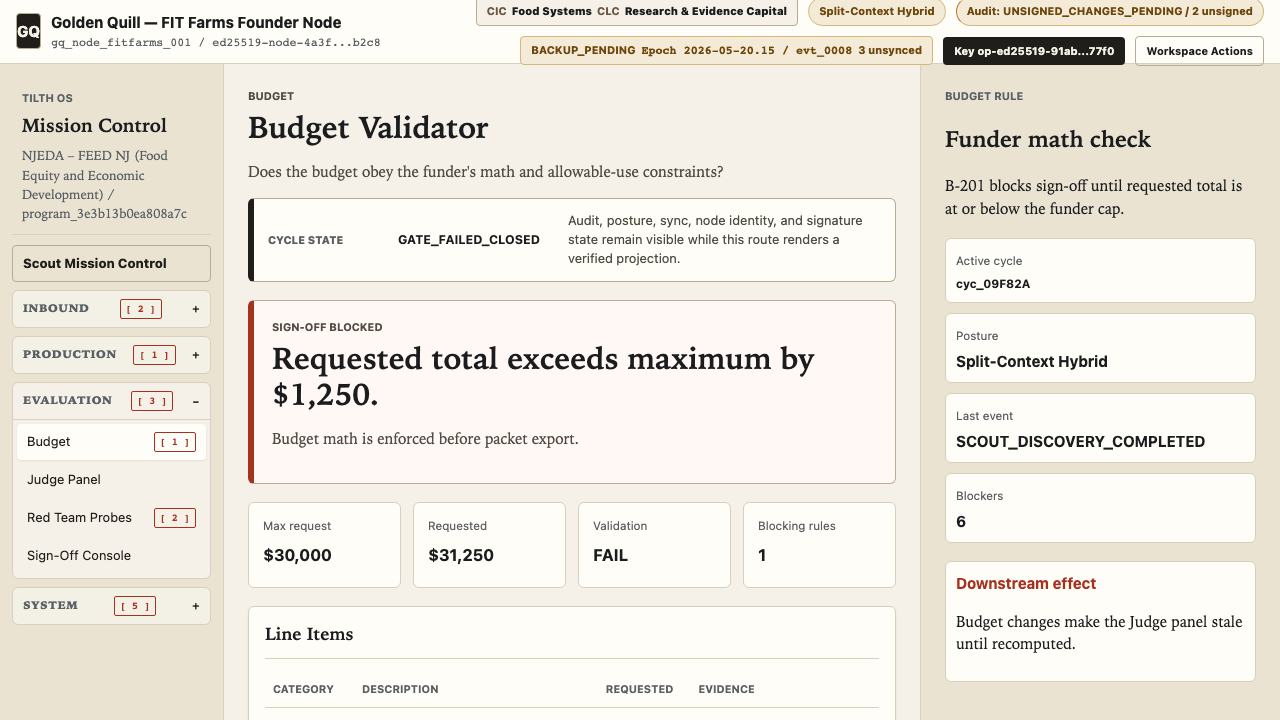 GQ
Golden Quill — FIT Farms Founder Node
gq_node_fitfarms_001 / ed25519-node-4a3f...b2c8
CIC Food Systems CLC Research & Evidence Capital
Split-Context Hybrid
Audit: UNSIGNED_CHANGES_PENDING / 2 unsigned
BACKUP_PENDING Epoch 2026-05-20.15 / evt_0008 3 unsynced
Key op-ed25519-91ab...77f0
Workspace Actions
TILTH OS
Mission Control
NJEDA – FEED NJ (Food
Equity and Economic
Development) /
program_3e3b13b0ea808a7c
Scout Mission Control
INBOUND [ 2 ] +
PRODUCTION [ 1 ] +
EVALUATION [ 3 ] –
Budget [ 1 ]
Judge Panel
Red Team Probes [ 2 ]
Sign-Off Console
SYSTEM [ 5 ] +
BUDGET
Budget Validator
Does the budget obey the funder's math and allowable-use constraints?
CYCLE STATE
GATE_FAILED_CLOSED
Audit, posture, sync, node identity, and signature
state remain visible while this route renders a
verified projection.
SIGN-OFF BLOCKED
Requested total exceeds maximum by
$1,250.
Budget math is enforced before packet export.
Max request
$30,000
Requested
$31,250
Validation
FAIL
Blocking rules
1
Line Items
CATEGORY DESCRIPTION REQUESTED EVIDENCE
BUDGET RULE
Funder math check
B-201 blocks sign-off until requested total is
at or below the funder cap.
Active cycle
cyc_09F82A
Posture
Split-Context Hybrid
Last event
SCOUT_DISCOVERY_COMPLETED
Blockers
6
Downstream effect
Budget changes make the Judge panel stale
until recomputed.